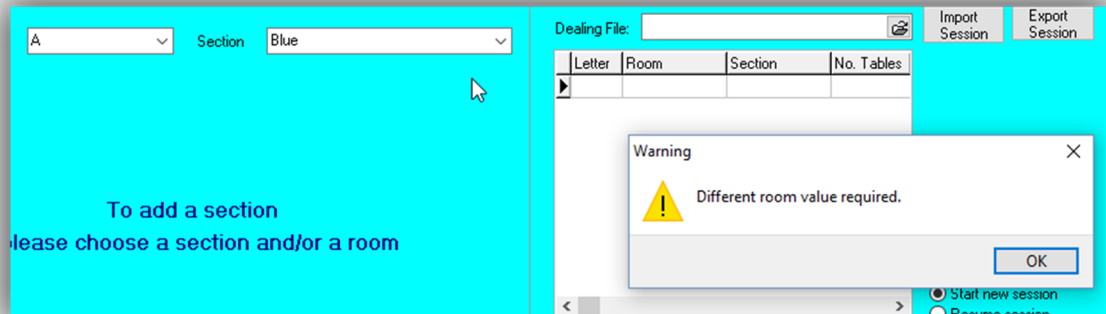 A
Section
Blue
To add a section
please choose a section and/or a room
Dealing File:
Import
Session
Export
Session
Letter
Room
Section
No. Tables
Warning
Different room value required.
OK
Start new session
Resume session